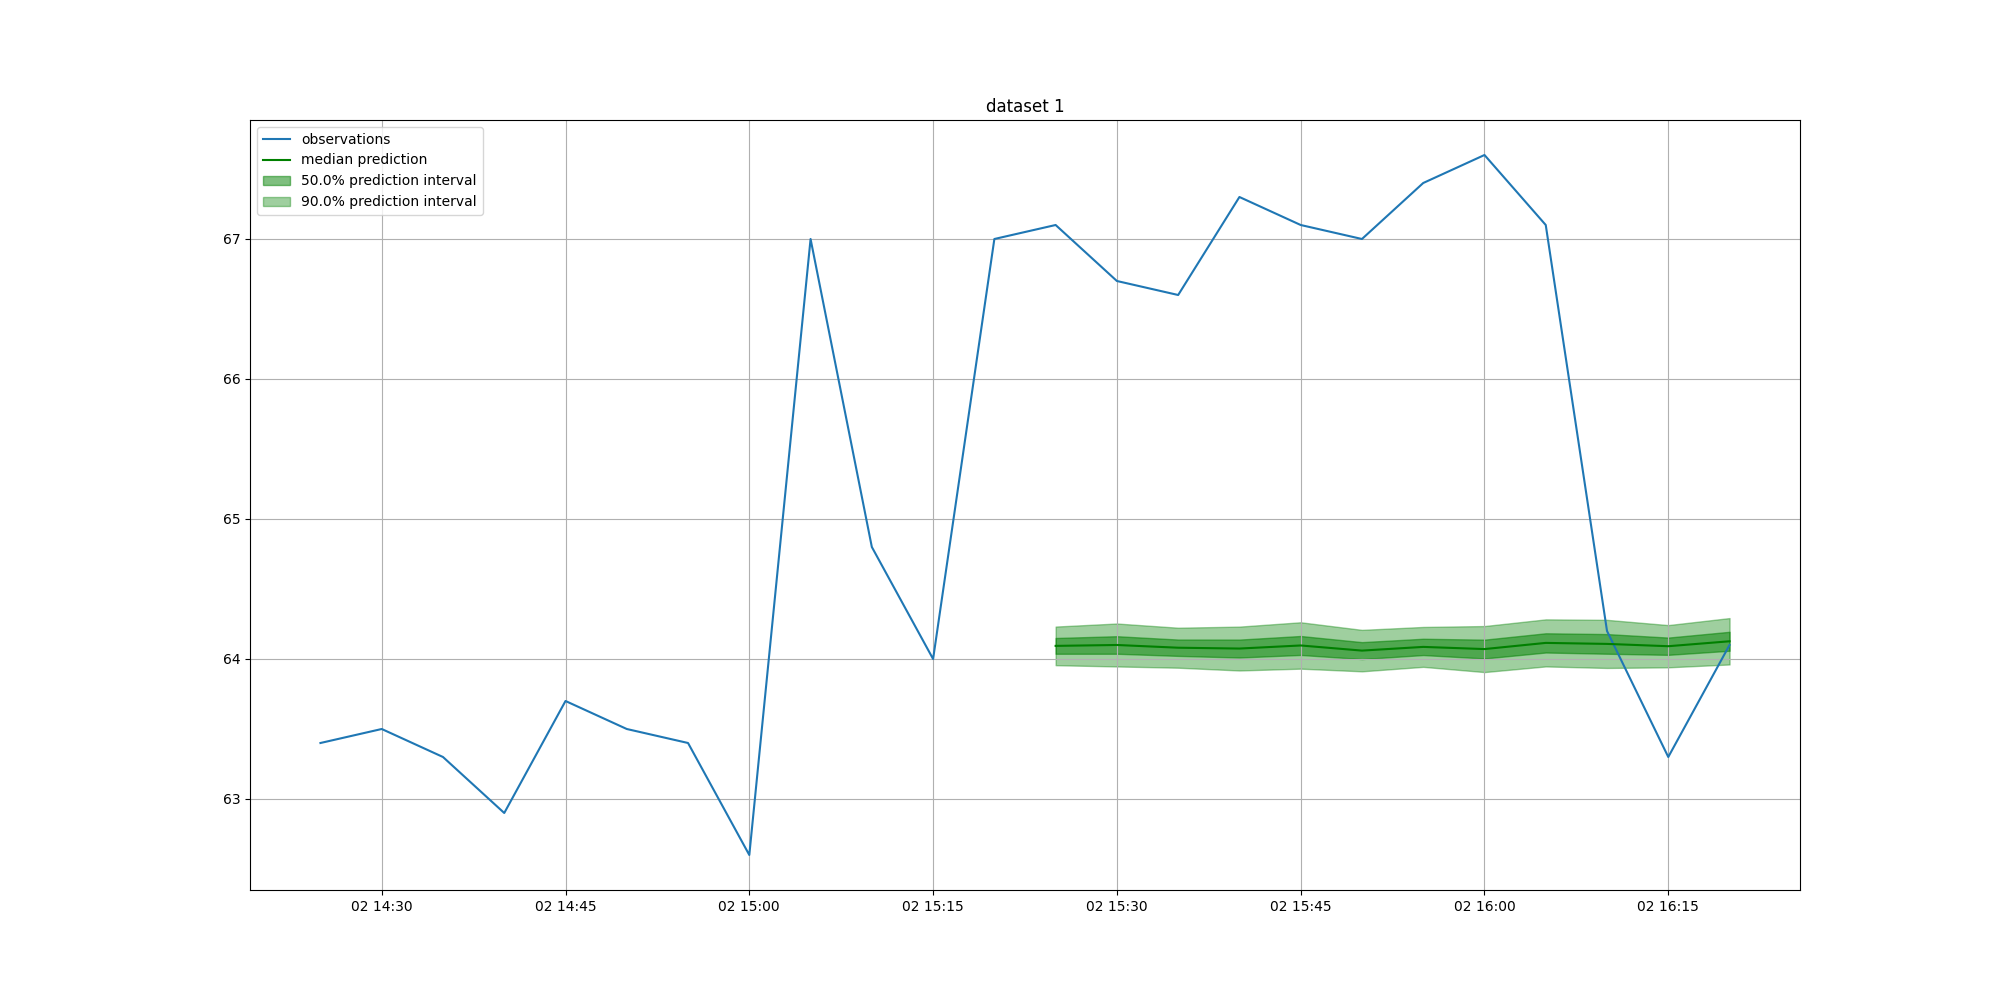 dataset 1
observations
median prediction
50.0% prediction interval
90.0% prediction interval
67
66
65
64
63
02 14:30
02 14:45
02 15:00
02 15:15
02 15:30
02 15:45
02 16:00
02 16:15